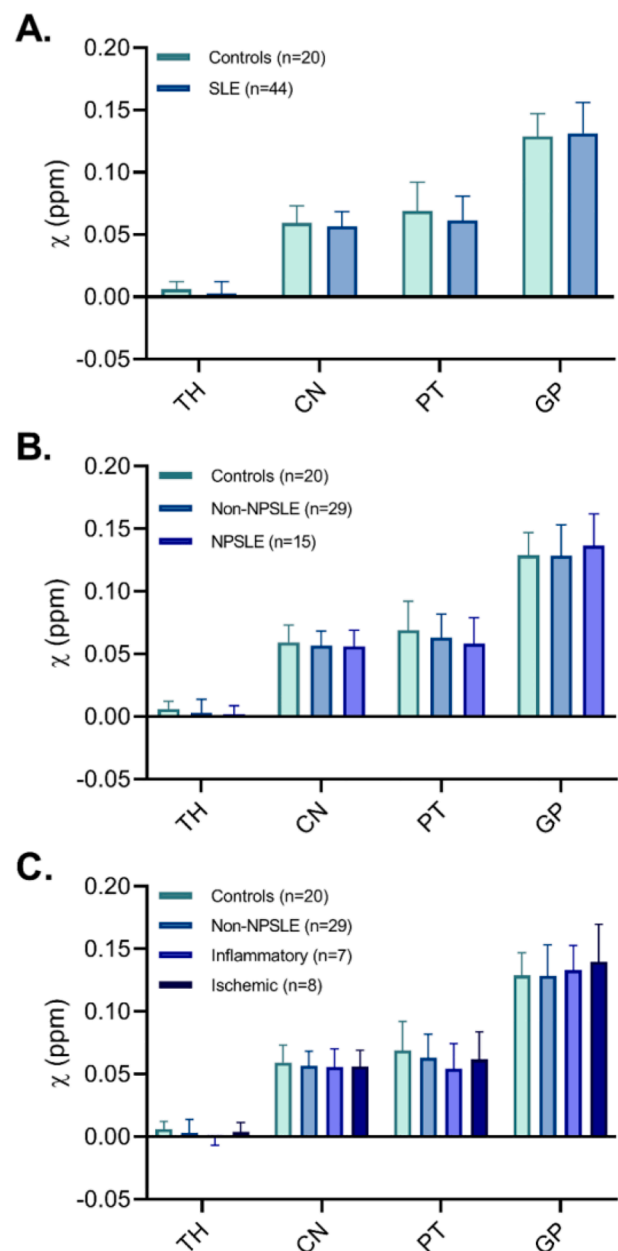 A.
0.20
0.15
0.10
0.05
0.00
-0.05
χ (ppm)
Controls (n=20)
SLE (n=44)
TH CN PT GP
B.
0.20
0.15
0.10
0.05
0.00
-0.05
χ (ppm)
Controls (n=20)
Non-NPSLE (n=29)
NPSLE (n=15)
TH CN PT GP
C.
0.20
0.15
0.10
0.05
0.00
-0.05
χ (ppm)
Controls (n=20)
Non-NPSLE (n=29)
Inflammatory (n=7)
Ischemic (n=8)
TH CN PT GP